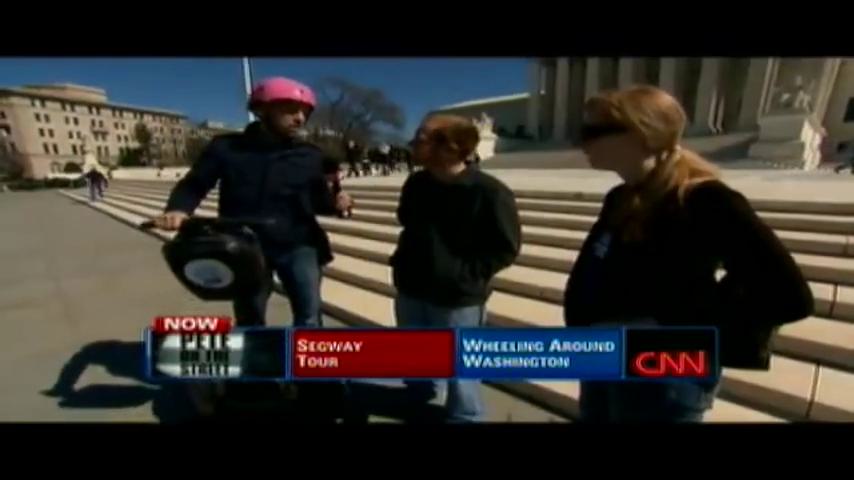 NOW
PETE
ON THE
STREET
SEGWAY
TOUR
WHEELING AROUND
WASHINGTON
CNN